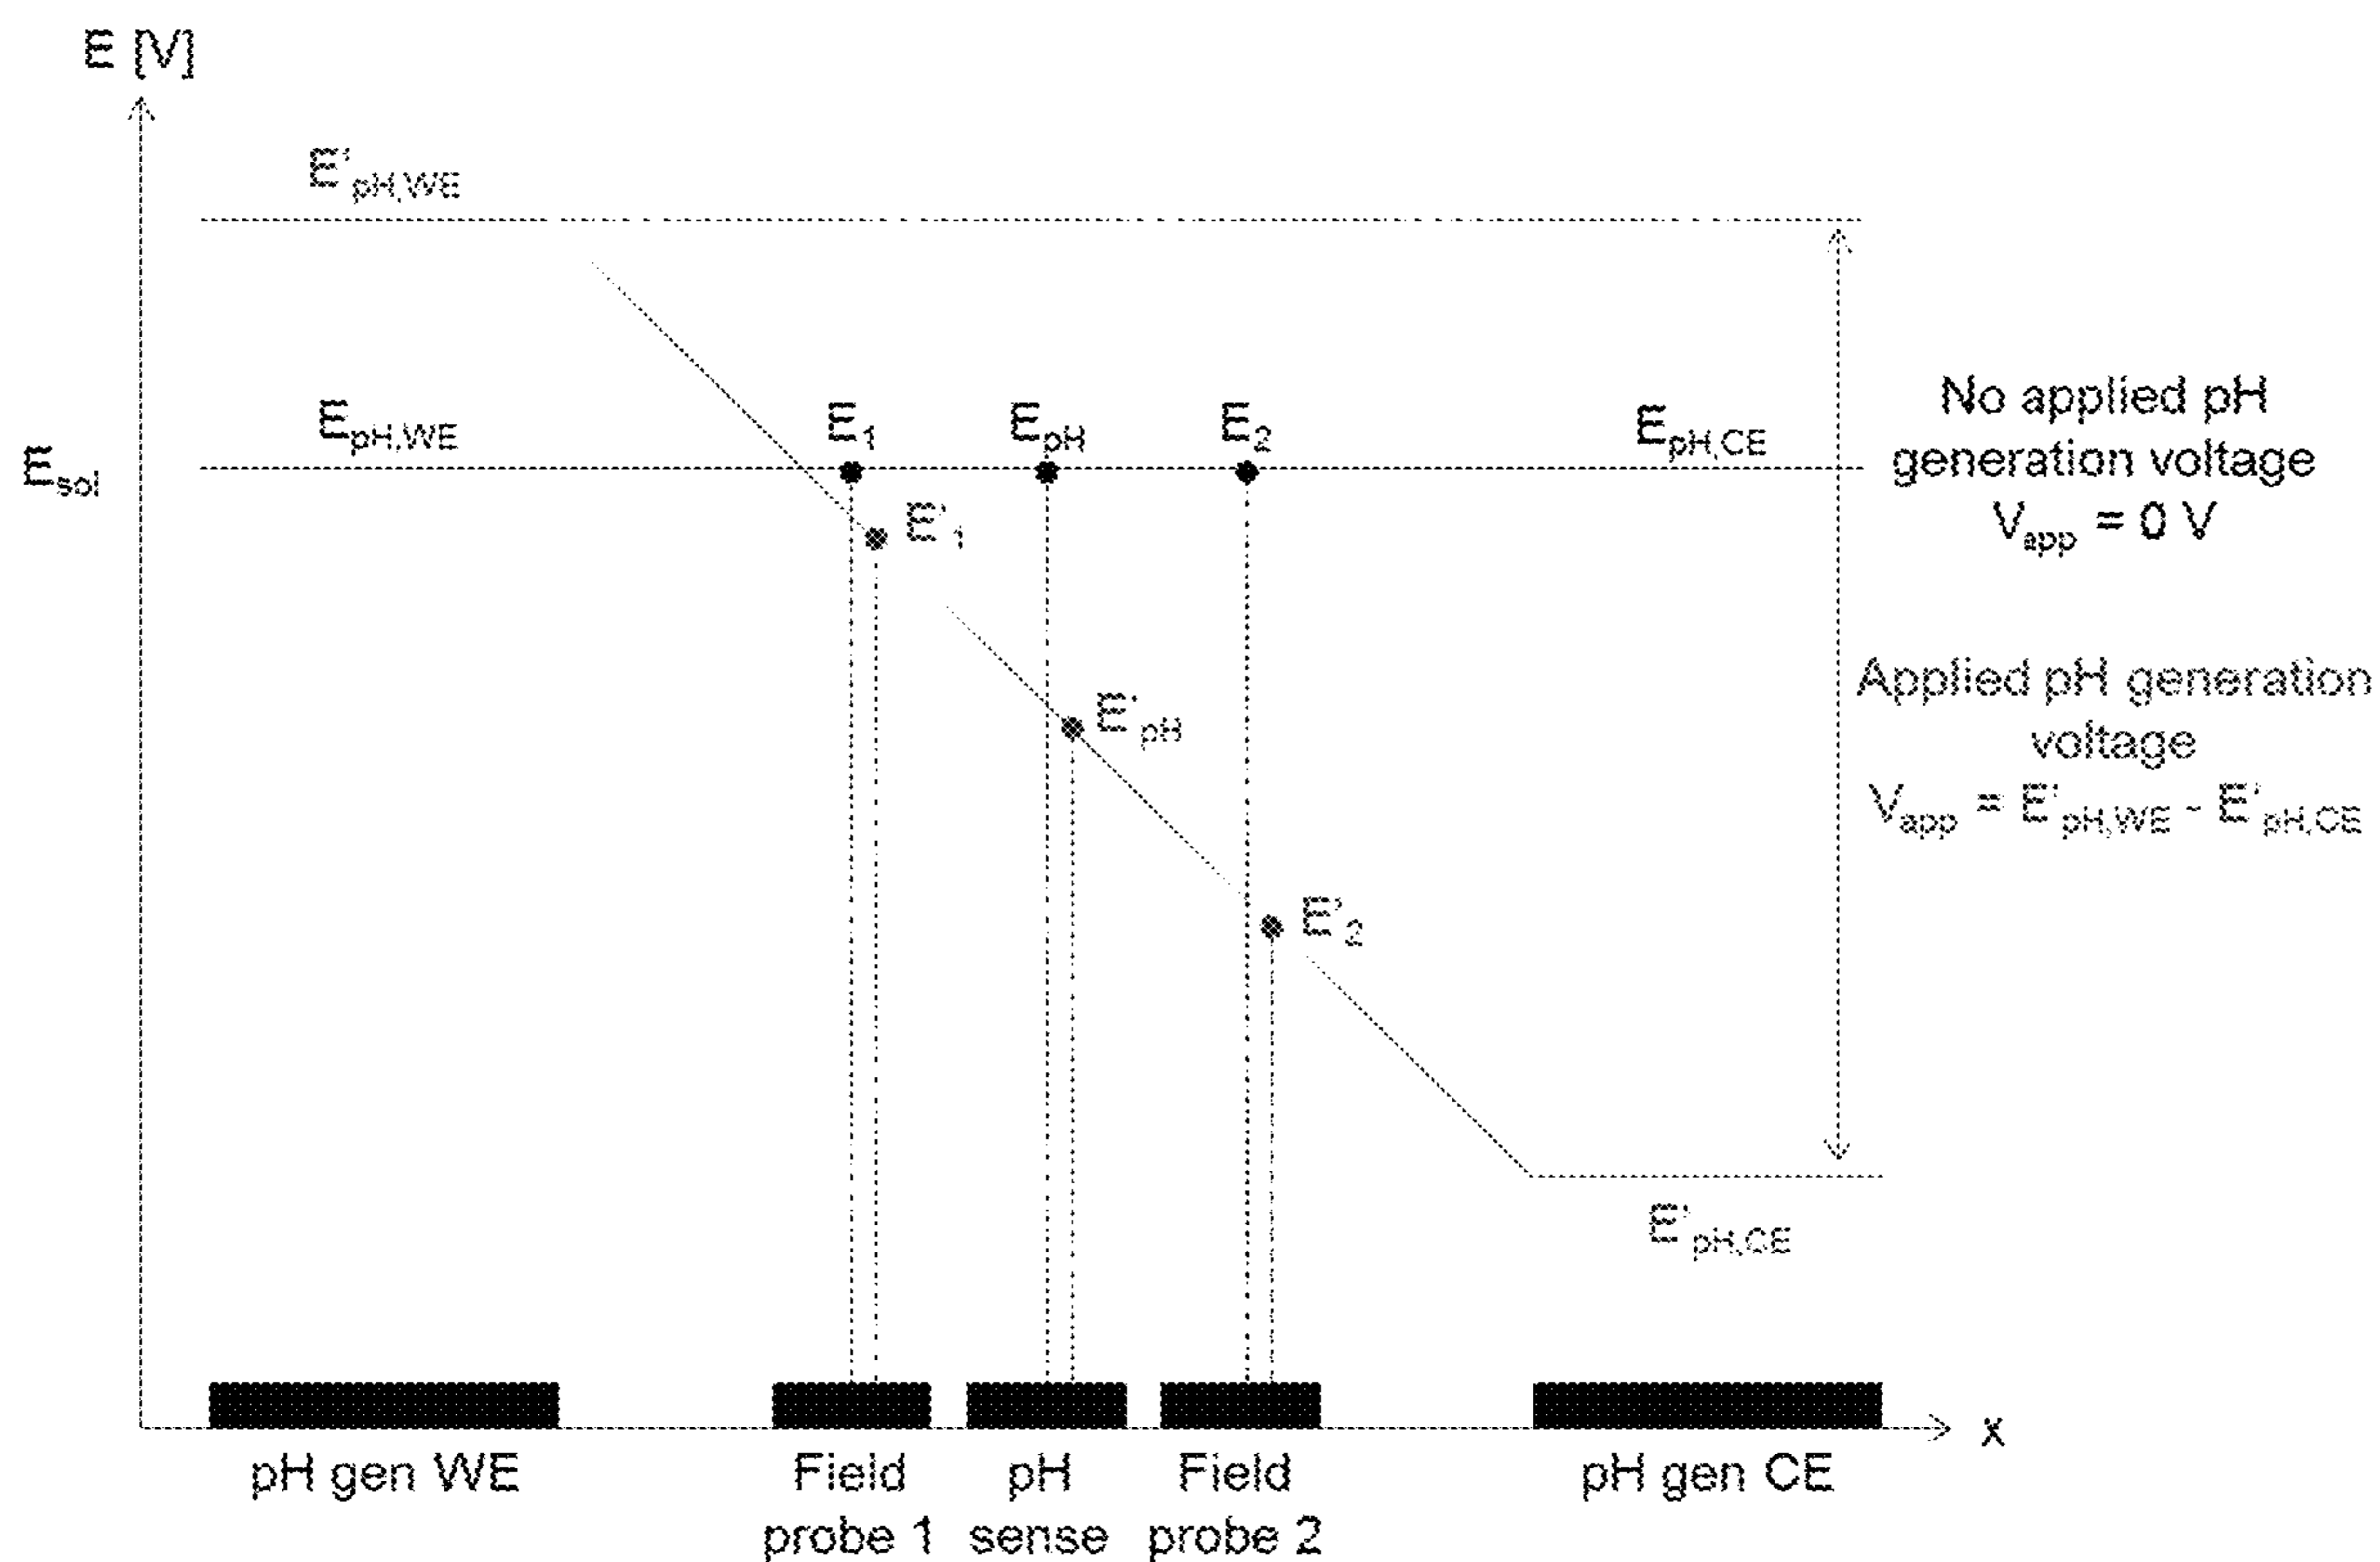 E [V]
E'pH,WE
EpH,WE
E1
EpH
E2
EpH,CE
Esol
No applied pH
generation voltage
Vapp = 0 V
E'1
E'pH
Applied pH generation
voltage
Vapp = E'pH,WE - E'pH,CE
E'2
E'pH,CE
x
pH gen WE
Field
probe 1
pH
sense
Field
probe 2
pH gen CE